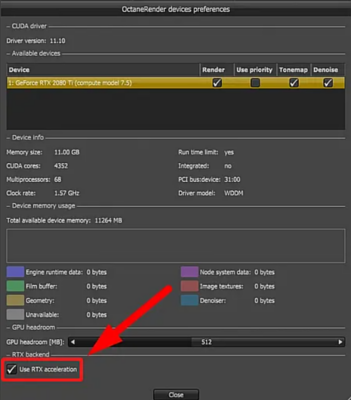 OctaneRender devices preferences
CUDA driver
Driver version: 11.10
Available devices
Device Render Use priority Tonemap Denoise
1: GeForce RTX 2080 Ti (compute model 7.5)
Device info
Memory size: 11.00 GB Run time limit: yes
CUDA cores: 4352 Integrated: no
Multiprocessors: 68 PCI bus:device: 31:00
Clock rate: 1.57 GHz Driver model: WDDM
Device memory usage
Total available device memory: 11264 MB
Engine runtime data: 0 bytes Node system data: 0 bytes
Film buffer: 0 bytes Image textures: 0 bytes
Geometry: 0 bytes Denoiser: 0 bytes
Unavailable: 0 bytes
GPU headroom
GPU headroom [MB]: 512
RTX backend
Use RTX acceleration
Close